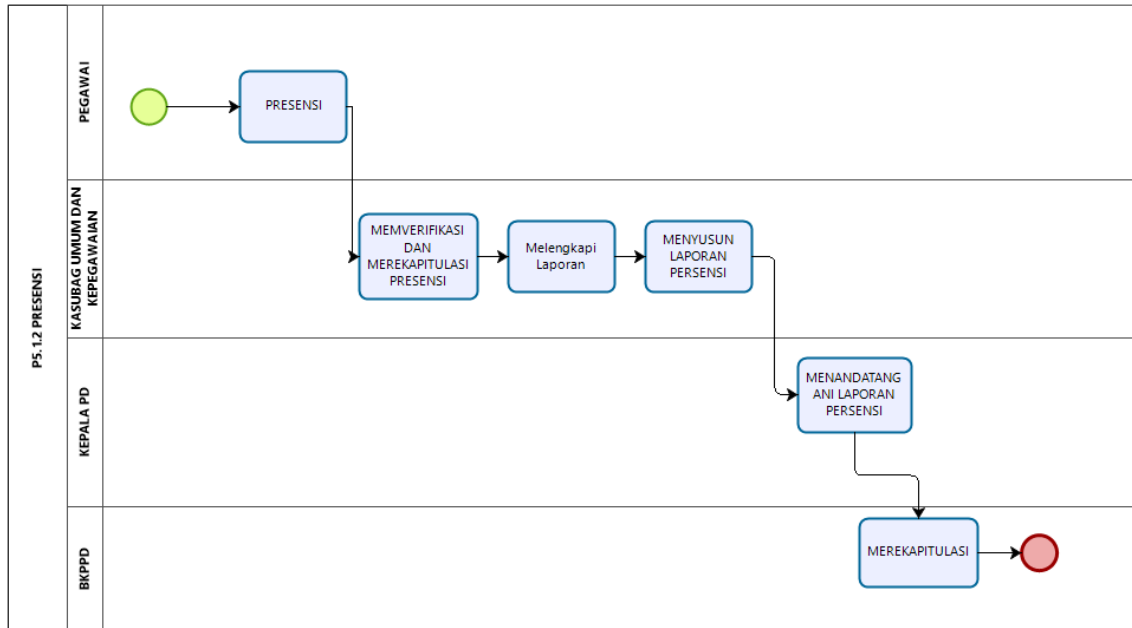 P5.1.2 PRESENSI
PEGAWAI
PRESENSI
KASUBAG UMUM DAN
KEPEGAWAIAN
MEMVERIFIKASI
DAN
MEREKAPITULASI
PRESENSI
Melengkapi
Laporan
MENYUSUN
LAPORAN
PERSENSI
KEPALA PD
MENANDATANG
ANI LAPORAN
PERSENSI
BKPPD
MEREKAPITULASI